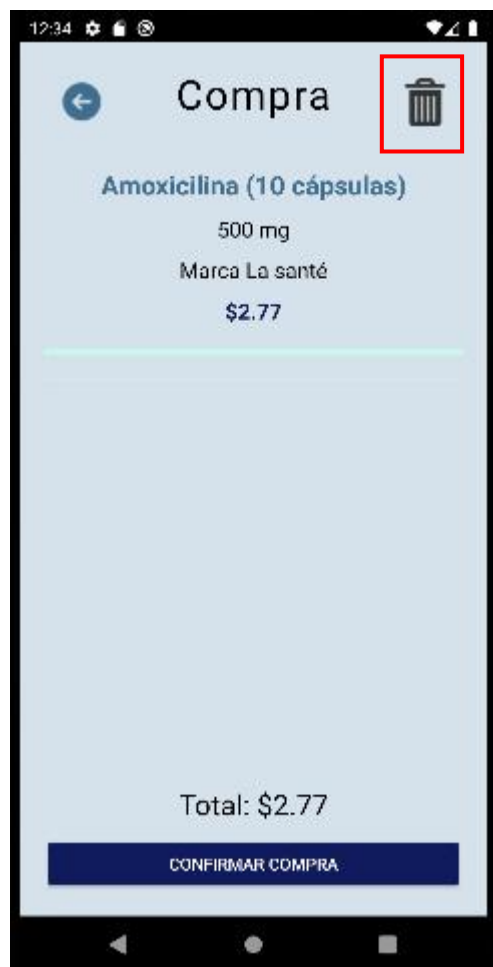 12:34
Compra
Amoxicilina (10 cápsulas)
500 mg
Marca La santé
$2.77
Total: $2.77
CONFIRMAR COMPRA